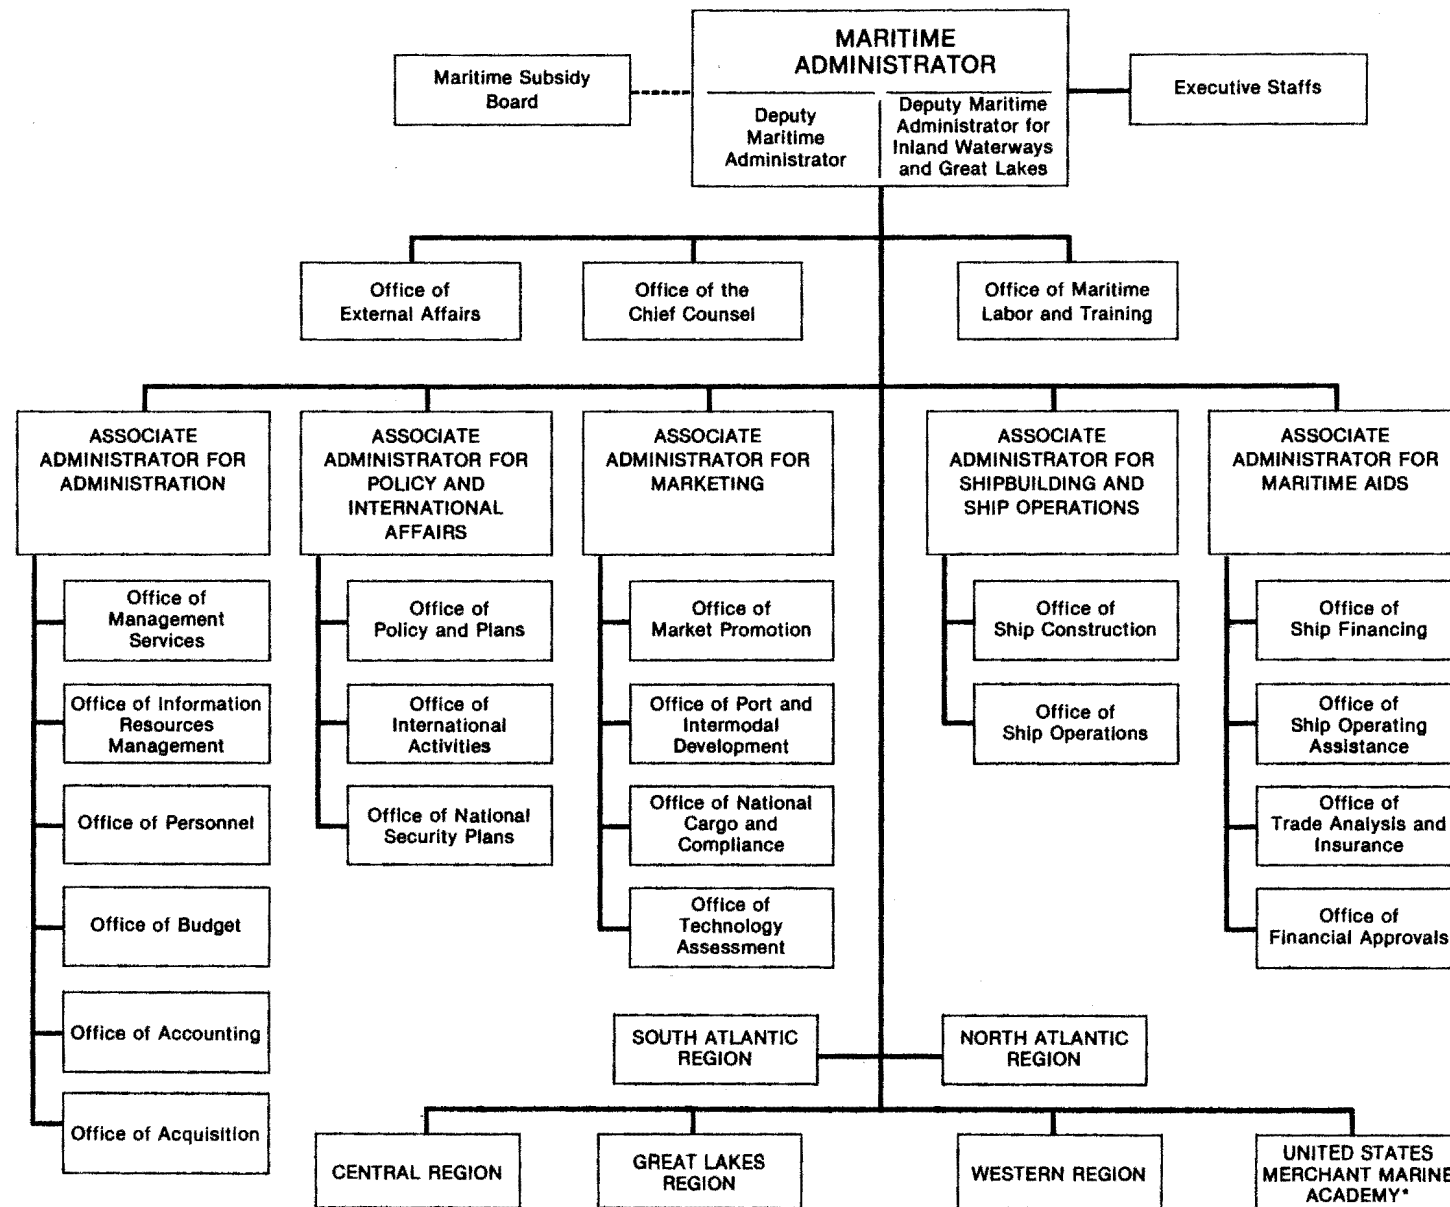 MARITIME
ADMINISTRATOR
Maritime Subsidy
Board
Deputy
Maritime
Administrator
Deputy Maritime
Administrator for
Inland Waterways
and Great Lakes
Executive Staffs
Office of
External Affairs
Office of the
Chief Counsel
Office of Maritime
Labor and Training
ASSOCIATE
ADMINISTRATOR FOR
ADMINISTRATION
ASSOCIATE
ADMINISTRATOR FOR
POLICY AND
INTERNATIONAL
AFFAIRS
ASSOCIATE
ADMINISTRATOR FOR
MARKETING
ASSOCIATE
ADMINISTRATOR FOR
SHIPBUILDING AND
SHIP OPERATIONS
ASSOCIATE
ADMINISTRATOR FOR
MARITIME AIDS
Office of
Management
Services
Office of Information
Resources
Management
Office of Personnel
Office of Budget
Office of Accounting
Office of Acquisition
Office of
Policy and Plans
Office of
International
Activities
Office of National
Security Plans
Office of
Market Promotion
Office of Port and
Intermodal
Development
Office of National
Cargo and
Compliance
Office of
Technology
Assessment
Office of
Ship Construction
Office of
Ship Operations
Office of
Ship Financing
Office of
Ship Operating
Assistance
Office of
Trade Analysis and
Insurance
Office of
Financial Approvals
SOUTH ATLANTIC
REGION
NORTH ATLANTIC
REGION
CENTRAL REGION
GREAT LAKES
REGION
WESTERN REGION
UNITED STATES
MERCHANT MARINE
ACADEMY*